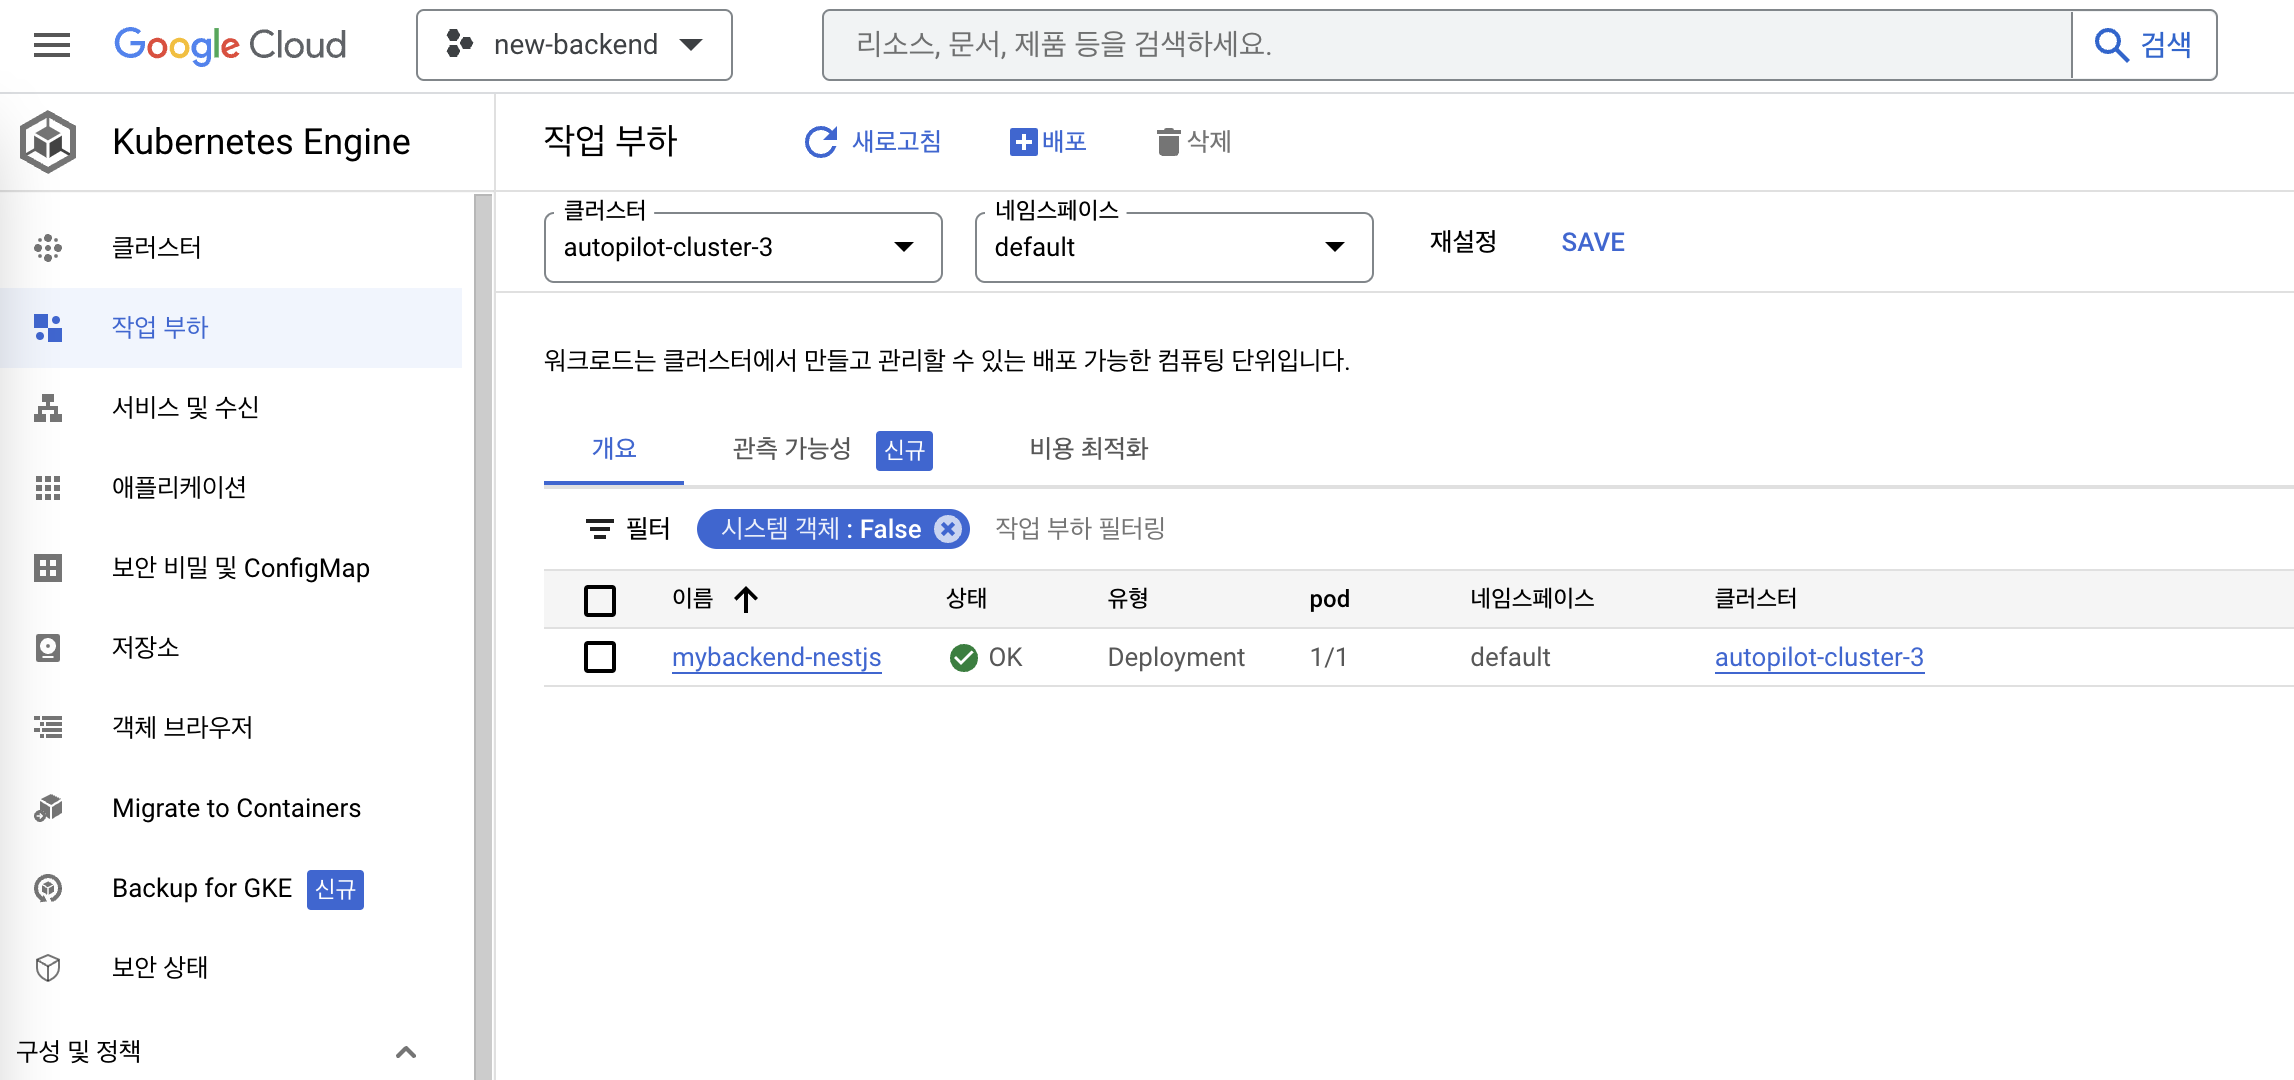 Google Cloud
new-backend
리소스, 문서, 제품 등을 검색하세요.
검색
Kubernetes Engine
클러스터
작업 부하
서비스 및 수신
애플리케이션
보안 비밀 및 ConfigMap
저장소
객체 브라우저
Migrate to Containers
Backup for GKE 신규
보안 상태
구성 및 정책
작업 부하
새로고침
배포
삭제
클러스터
autopilot-cluster-3
네임스페이스
default
재설정
SAVE
워크로드는 클러스터에서 만들고 관리할 수 있는 배포 가능한 컴퓨팅 단위입니다.
개요 관측 가능성 신규 비용 최적화
필터 시스템 객체 : False 작업 부하 필터링
이름 상태 유형 pod 네임스페이스 클러스터
mybackend-nestjs OK Deployment 1/1 default autopilot-cluster-3